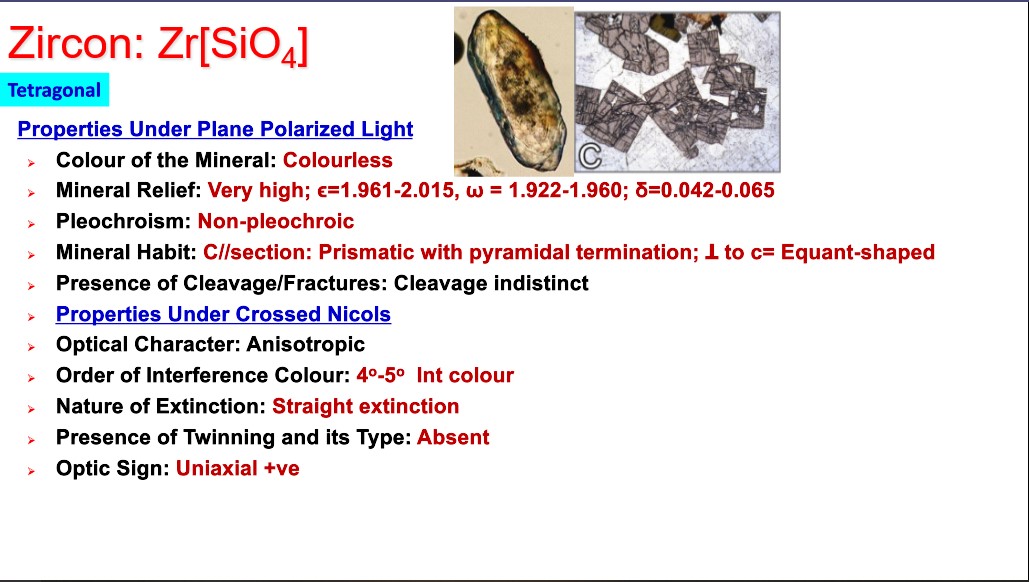 Zircon: Zr[SiO₄]
Tetragonal
C
Properties Under Plane Polarized Light
➢ Colour of the Mineral: Colourless
➢ Mineral Relief: Very high; ϵ=1.961-2.015, ω = 1.922-1.960; δ=0.042-0.065
➢ Pleochroism: Non-pleochroic
➢ Mineral Habit: C//section: Prismatic with pyramidal termination; ⊥ to c= Equant-shaped
➢ Presence of Cleavage/Fractures: Cleavage indistinct
➢ Properties Under Crossed Nicols
➢ Optical Character: Anisotropic
➢ Order of Interference Colour: 4º-5º Int colour
➢ Nature of Extinction: Straight extinction
➢ Presence of Twinning and its Type: Absent
➢ Optic Sign: Uniaxial +ve